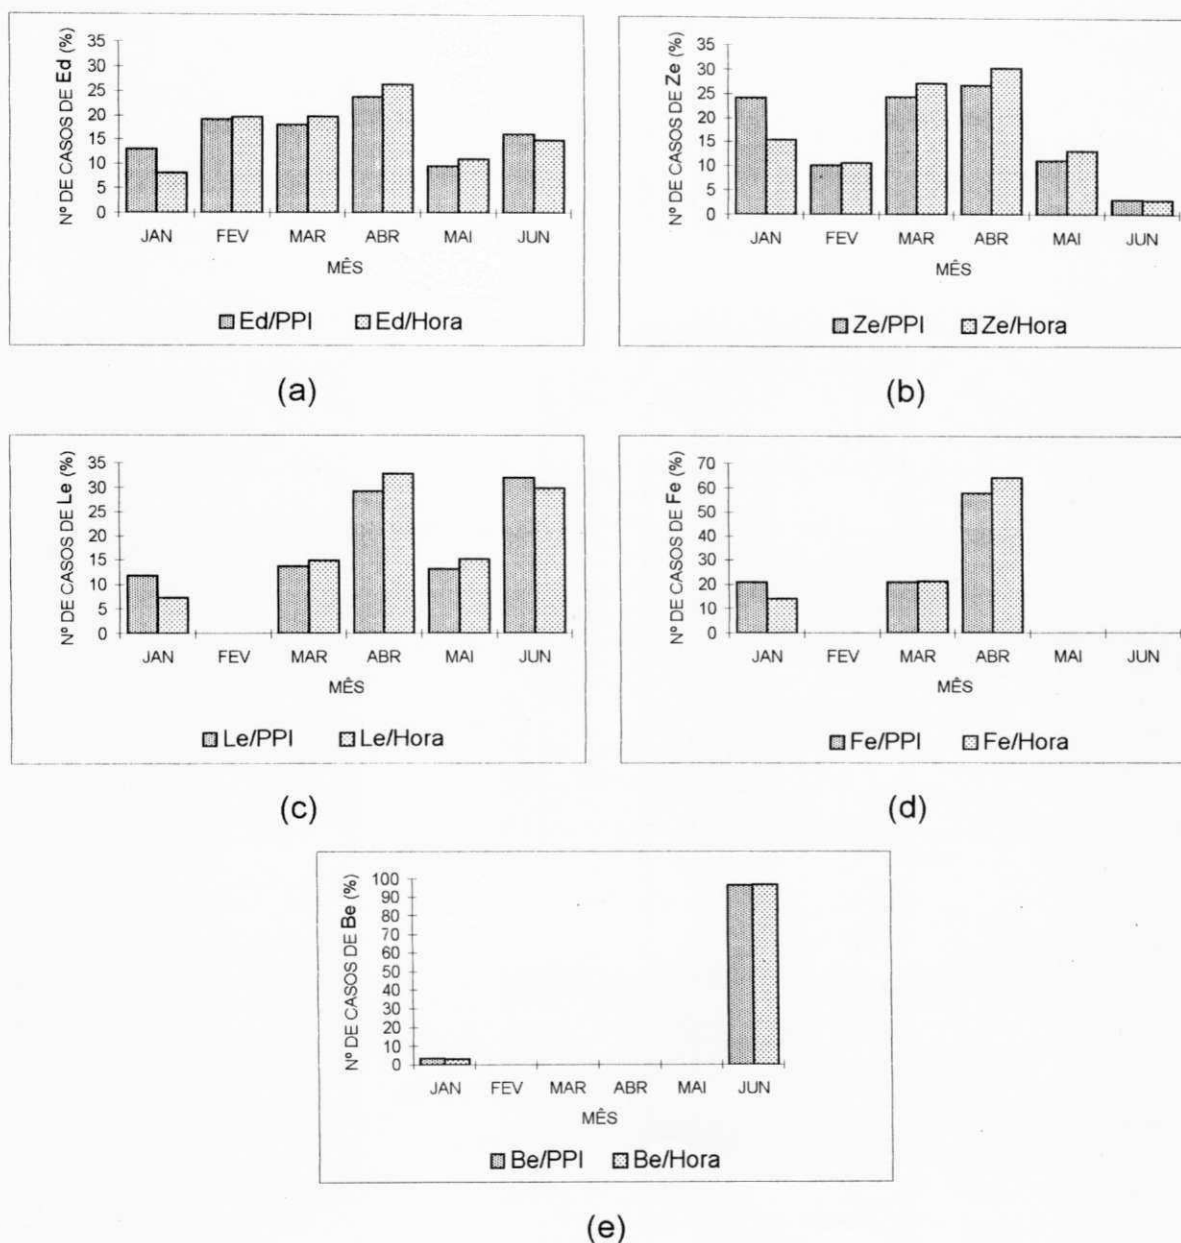 Nº DE CASOS DE Ed (%)
35
30
25
20
15
10
5
0
JAN FEV MAR ABR MAI JUN
MÊS
Ed/PPI Ed/Hora
(a)
Nº DE CASOS DE Ze (%)
35
30
25
20
15
10
5
0
JAN FEV MAR ABR MAI JUN
MÊS
Ze/PPI Ze/Hora
(b)
Nº DE CASOS DE Le (%)
35
30
25
20
15
10
5
0
JAN FEV MAR ABR MAI JUN
MÊS
Le/PPI Le/Hora
(c)
Nº DE CASOS DE Fe (%)
70
60
50
40
30
20
10
0
JAN FEV MAR ABR MAI JUN
MÊS
Fe/PPI Fe/Hora
(d)
Nº DE CASOS DE Be (%)
100
90
80
70
60
50
40
30
20
10
0
JAN FEV MAR ABR MAI JUN
MÊS
Be/PPI Be/Hora
(e)